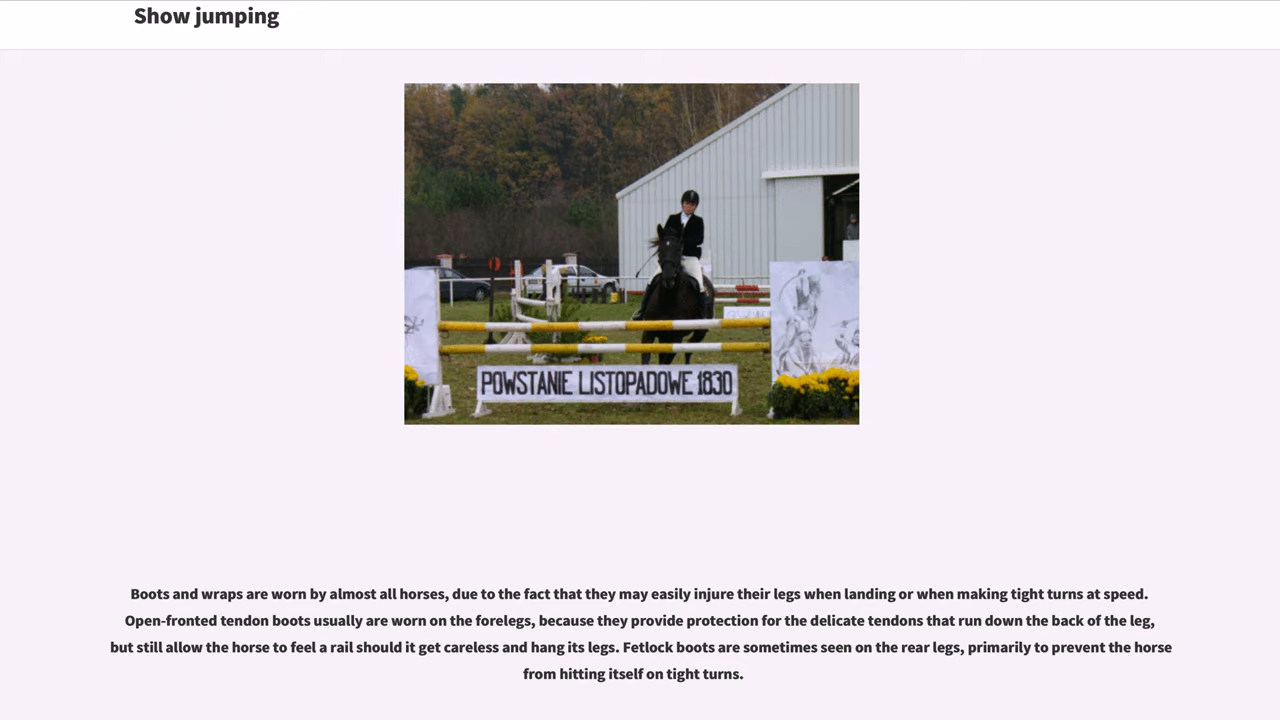 Show jumping
POWSTANIE LISTOPADOWE 1830
Boots and wraps are worn by almost all horses, due to the fact that they may easily injure their legs when landing or when making tight turns at speed.
Open-fronted tendon boots usually are worn on the forelegs, because they provide protection for the delicate tendons that run down the back of the leg,
but still allow the horse to feel a rail should it get careless and hang its legs. Fetlock boots are sometimes seen on the rear legs, primarily to prevent the horse
from hitting itself on tight turns.